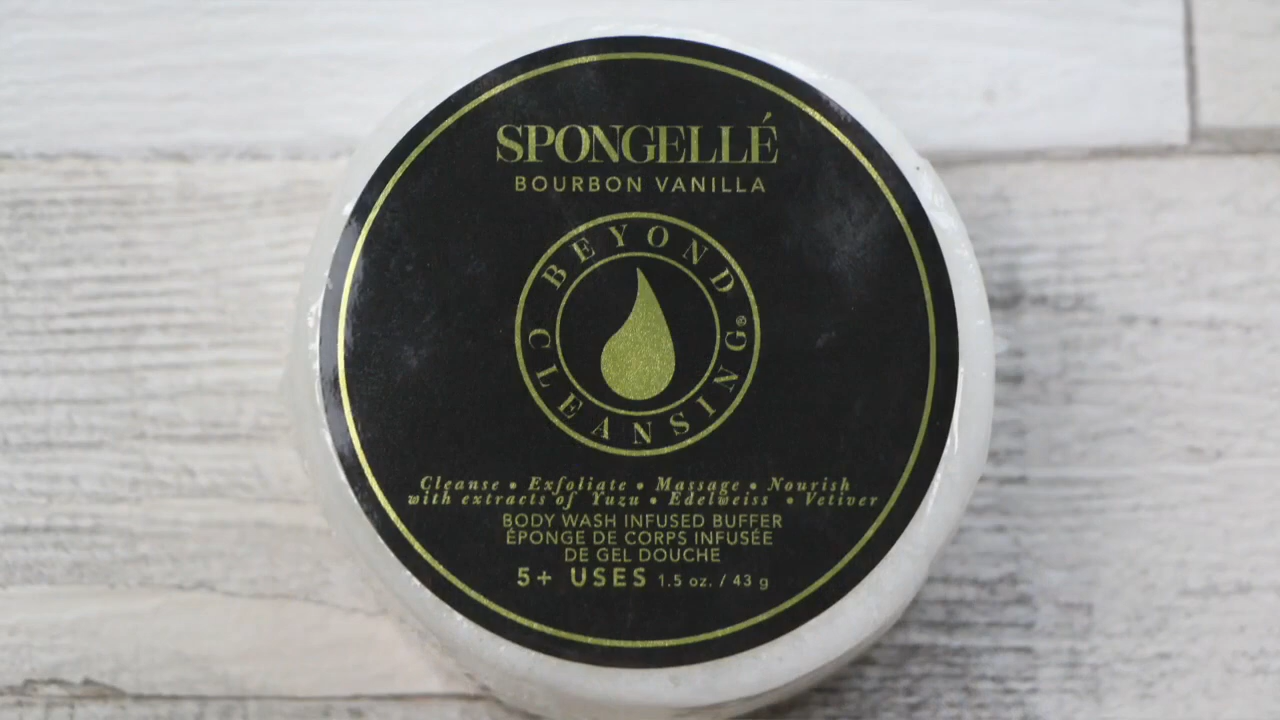 SPONGELLÉ
BOURBON VANILLA
BEYOND
CLEANSING®
Cleanse • Exfoliate • Massage • Nourish
with extracts of Yuzu • Edelweiss • Vetiver
BODY WASH INFUSED BUFFER
ÉPONGE DE CORPS INFUSÉE
DE GEL DOUCHE
5+ USES 1.5 oz. / 43 g